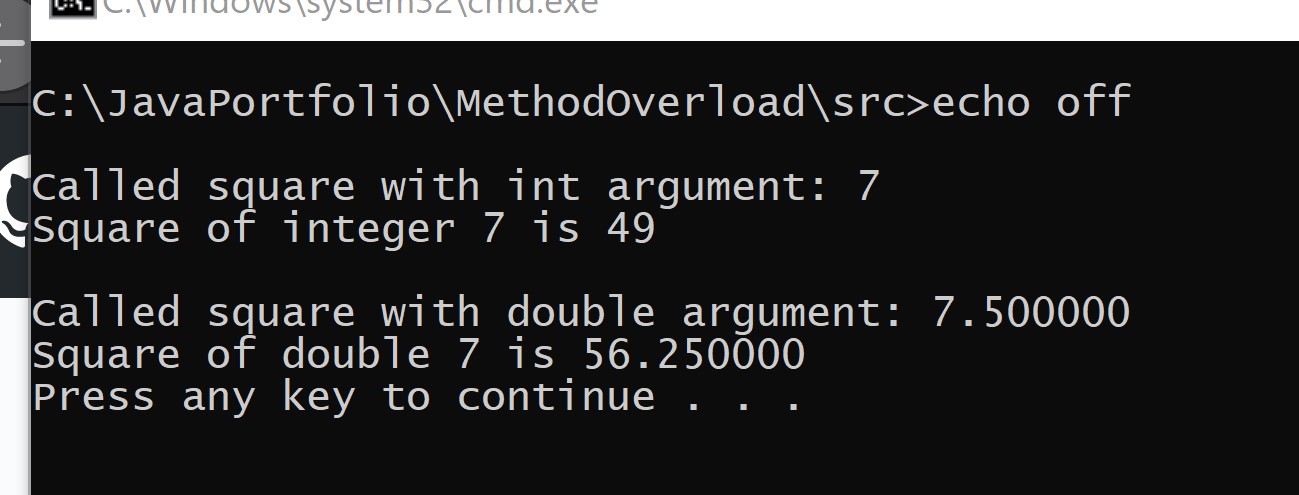 C:\Windows\system32\cmd.exe
C:\JavaPortfolio\MethodOverload\src>echo off
Called square with int argument: 7
Square of integer 7 is 49
Called square with double argument: 7.500000
Square of double 7 is 56.250000
Press any key to continue . . .